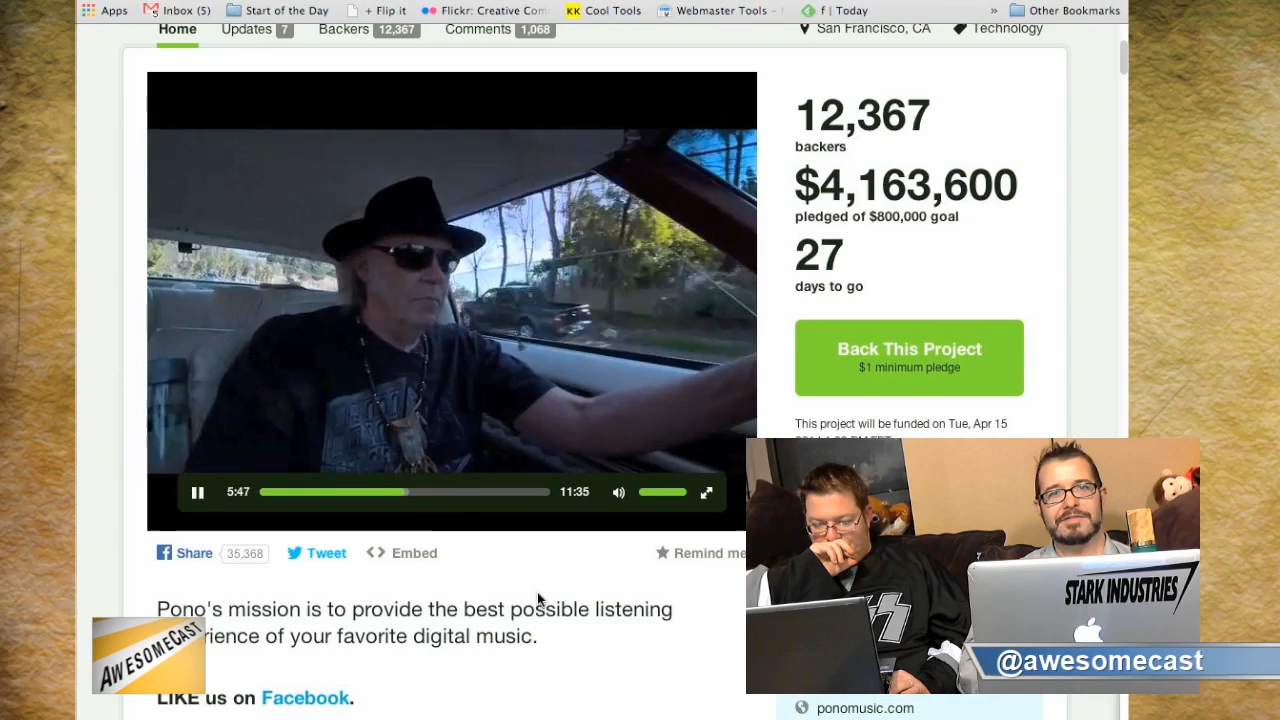 Apps Inbox (5) Start of the Day + Flip it Flickr: Creative Com KK Cool Tools Webmaster Tools - f | Today » Other Bookmarks
Home Updates 7 Backers 12,367 Comments 1,068 San Francisco, CA Technology
12,367
backers
$4,163,600
pledged of $800,000 goal
27
days to go
Back This Project
$1 minimum pledge
This project will be funded on Tue, Apr 15
5:47 11:35
Share 35,368 Tweet Embed Remind me
Pono's mission is to provide the best possible listening
rience of your favorite digital music.
LIKE us on Facebook.
STARK INDUSTRIES
AWESOMECAST
@awesomecast
ponomusic.com